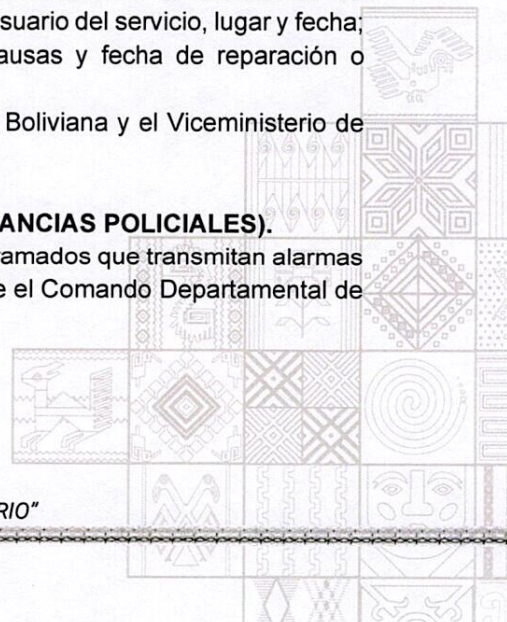 suario del servicio, lugar y fecha;
ausas y fecha de reparación o
Boliviana y el Viceministerio de
ANCIAS POLICIALES).
ramados que transmitan alarmas
e el Comando Departamental de
RIO"